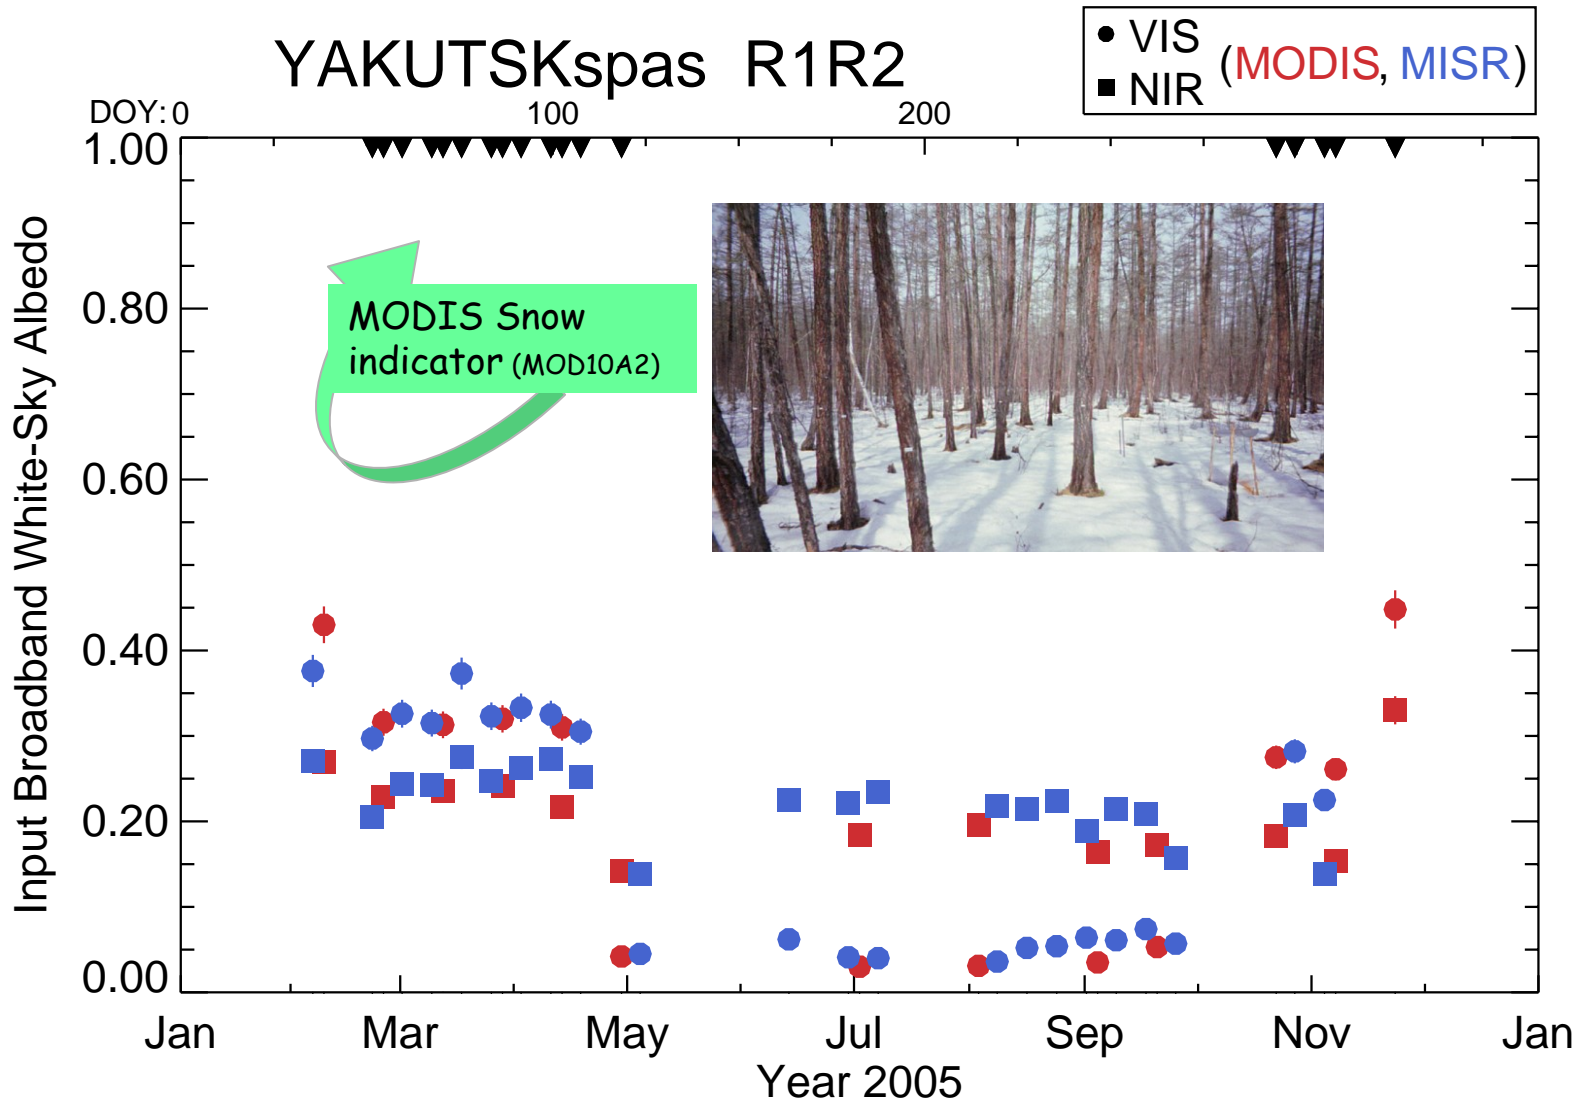 YAKUTSKspas R1R2
VIS
NIR
(MODIS, MISR)
DOY: 0 100 200
1.00
0.80
0.60
0.40
0.20
0.00
Input Broadband White-Sky Albedo
MODIS Snow
indicator (MOD10A2)
Jan Mar May Jul Sep Nov Jan
Year 2005